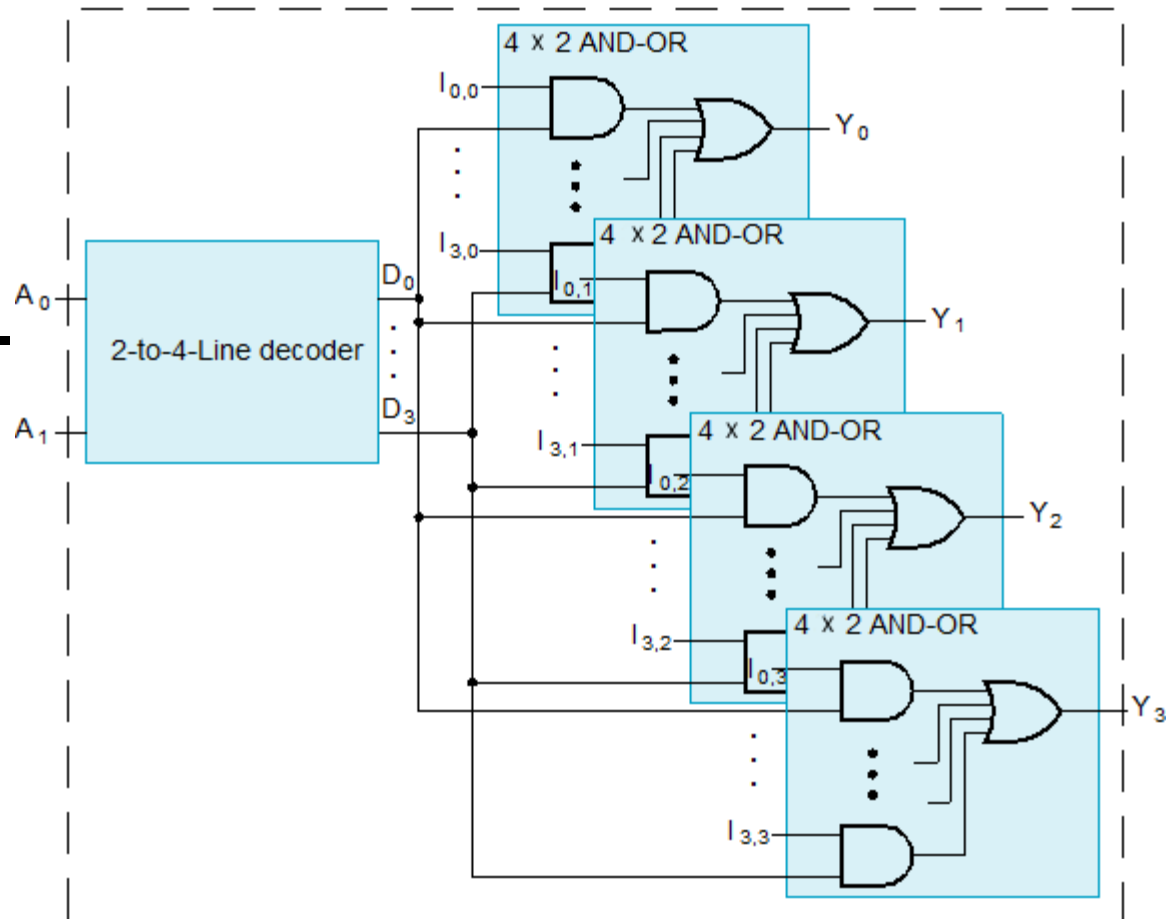 4 x 2 AND-OR
I0,0
Y0
I3,0
4 x 2 AND-OR
I0,1
Y1
A0
D0
2-to-4-Line decoder
D3
A1
I3,1
4 x 2 AND-OR
I0,2
Y2
I3,2
4 x 2 AND-OR
I0,3
Y3
I3,3